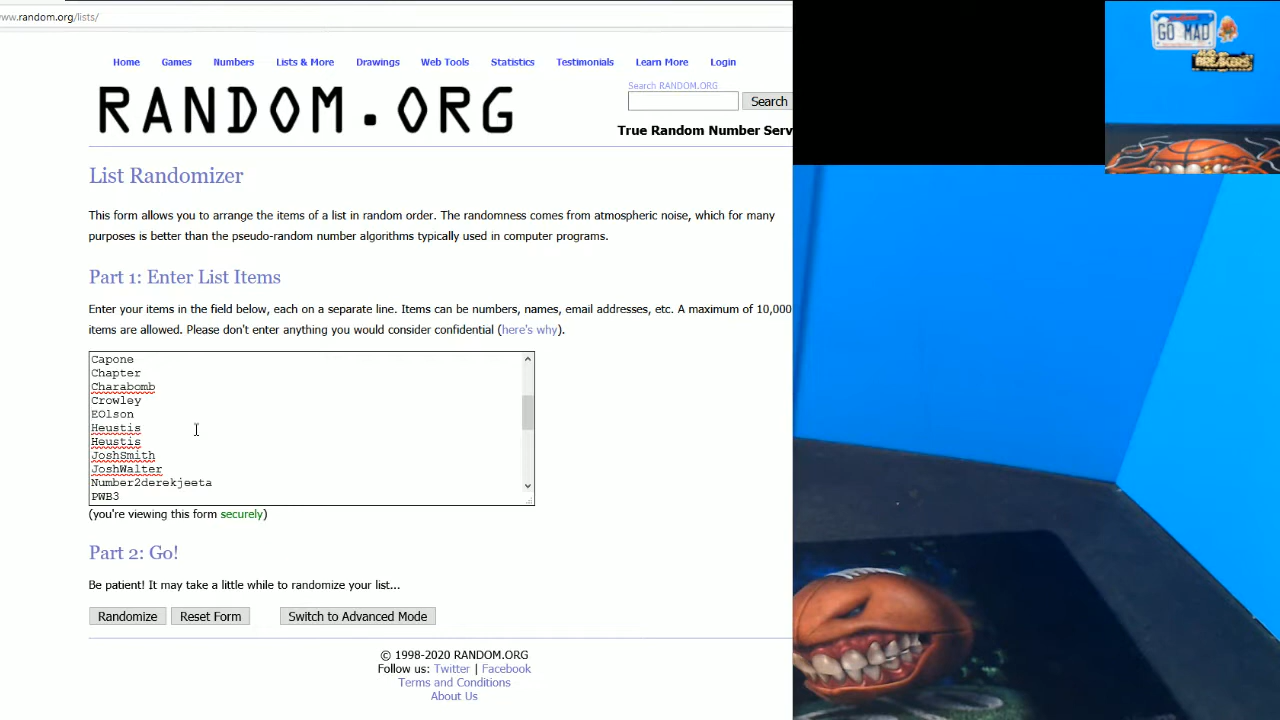 www.random.org/lists/
Home Games Numbers Lists & More Drawings Web Tools Statistics Testimonials Learn More Login
Search RANDOM.ORG
Search
RANDOM.ORG
True Random Number Serv
List Randomizer
This form allows you to arrange the items of a list in random order. The randomness comes from atmospheric noise, which for many
purposes is better than the pseudo-random number algorithms typically used in computer programs.
Part 1: Enter List Items
Enter your items in the field below, each on a separate line. Items can be numbers, names, email addresses, etc. A maximum of 10,000
items are allowed. Please don't enter anything you would consider confidential (here's why).
Capone
Chapter
Charabomb
Crowley
EOlson
Heustis
Heustis
JoshSmith
JoshWalter
Number2derekjeeta
PWB3
(you're viewing this form securely)
Part 2: Go!
Be patient! It may take a little while to randomize your list...
Randomize Reset Form Switch to Advanced Mode
© 1998-2020 RANDOM.ORG
Follow us: Twitter | Facebook
Terms and Conditions
About Us
GO MAD
BREAKERS